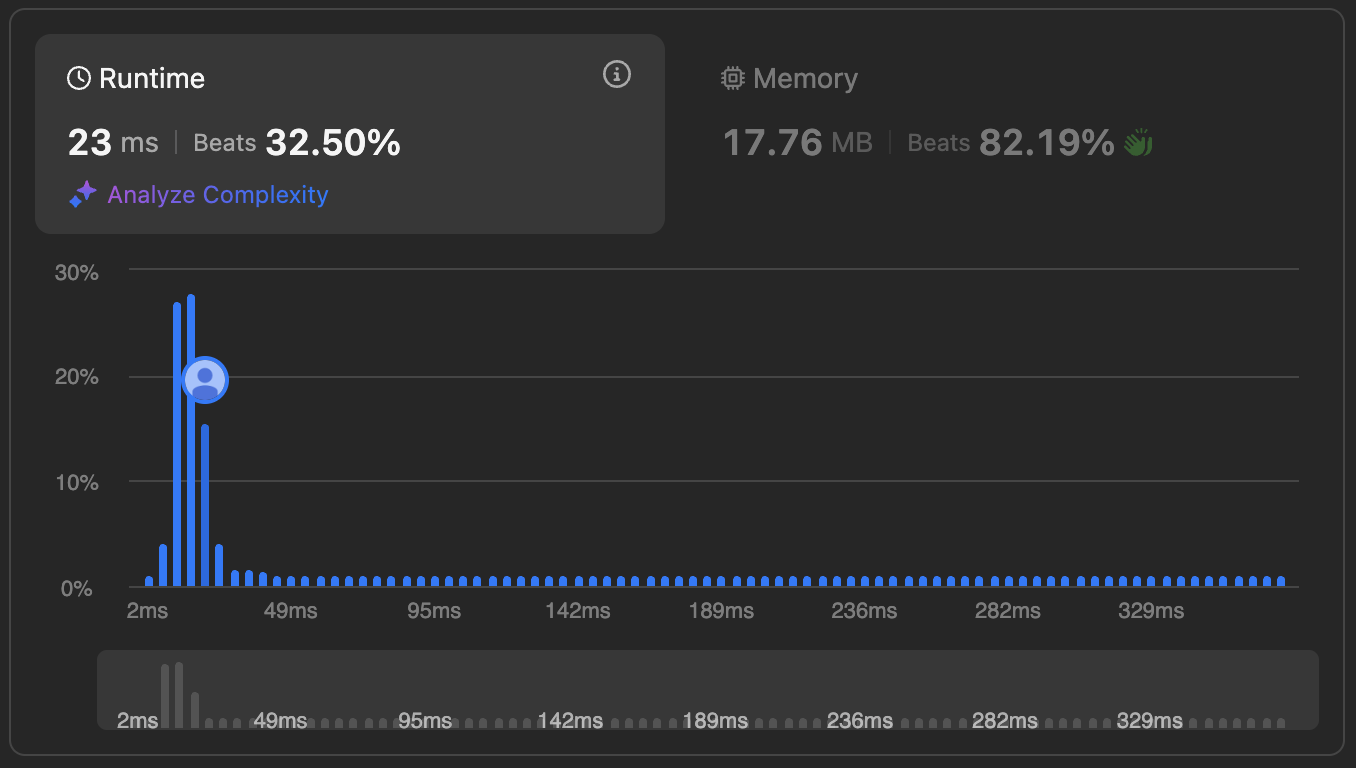 Runtime
23 ms | Beats 32.50%
Analyze Complexity
Memory
17.76 MB | Beats 82.19%
30%
20%
10%
0%
2ms 49ms 95ms 142ms 189ms 236ms 282ms 329ms
2ms 49ms 95ms 142ms 189ms 236ms 282ms 329ms